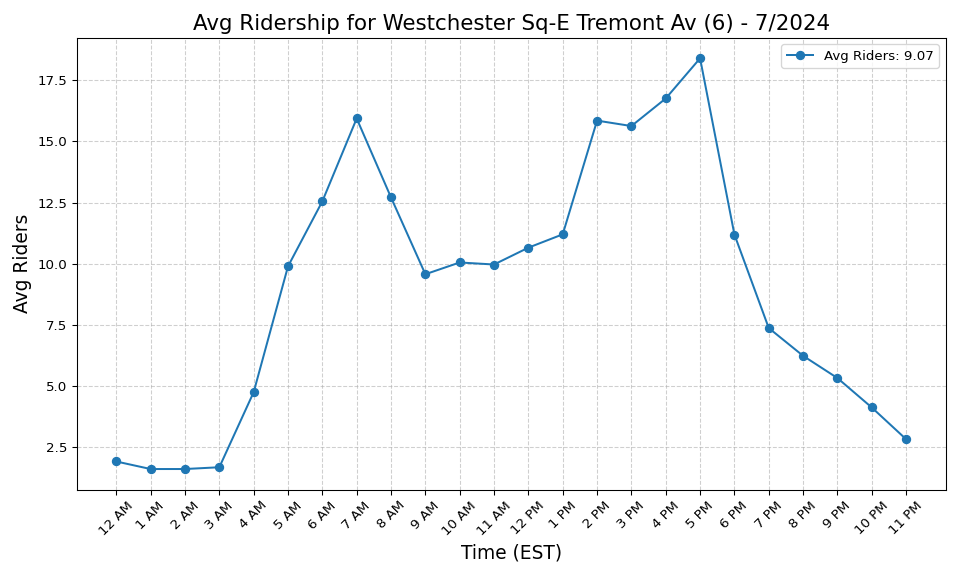 Avg Ridership for Westchester Sq-E Tremont Av (6) - 7/2024
Avg Riders: 9.07
17.5
15.0
12.5
10.0
7.5
5.0
2.5
Avg Riders
12 AM
1 AM
2 AM
3 AM
4 AM
5 AM
6 AM
7 AM
8 AM
9 AM
10 AM
11 AM
12 PM
1 PM
2 PM
3 PM
4 PM
5 PM
6 PM
7 PM
8 PM
9 PM
10 PM
11 PM
Time (EST)